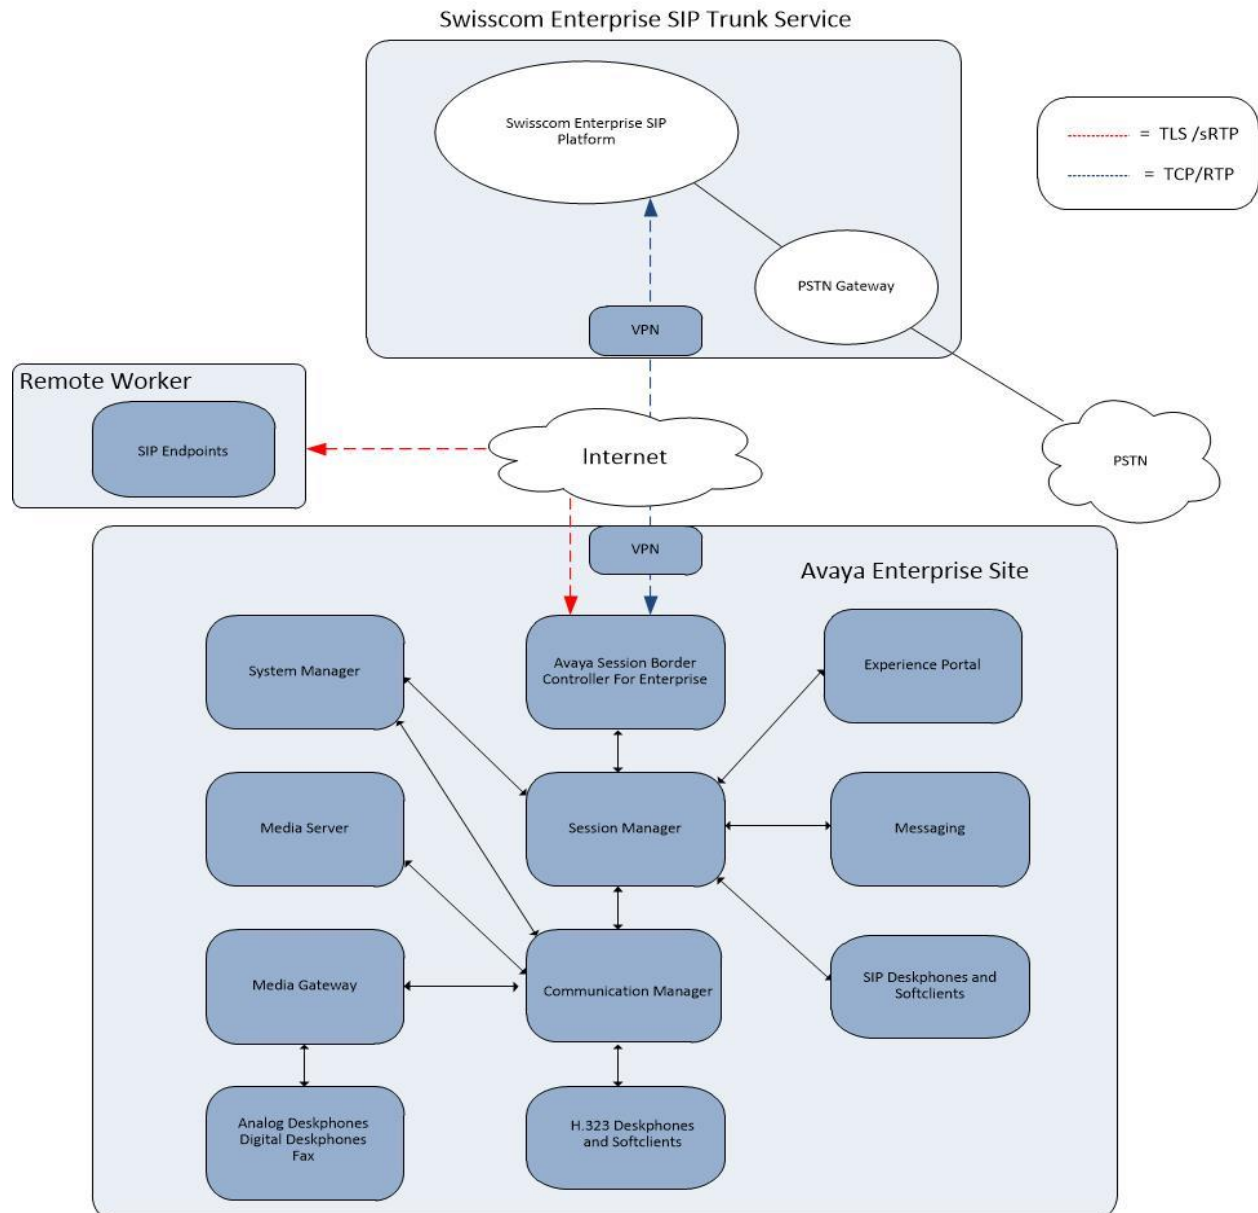 Swisscom Enterprise SIP Trunk Service
Swisscom Enterprise SIP
Platform
= TLS /sRTP
= TCP/RTP
PSTN Gateway
VPN
Remote Worker
SIP Endpoints
Internet
PSTN
VPN
Avaya Enterprise Site
System Manager
Avaya Session Border
Controller For Enterprise
Experience Portal
Media Server
Session Manager
Messaging
Media Gateway
Communication Manager
SIP Deskphones and
Softclients
Analog Deskphones
Digital Deskphones
Fax
H.323 Deskphones
and Softclients